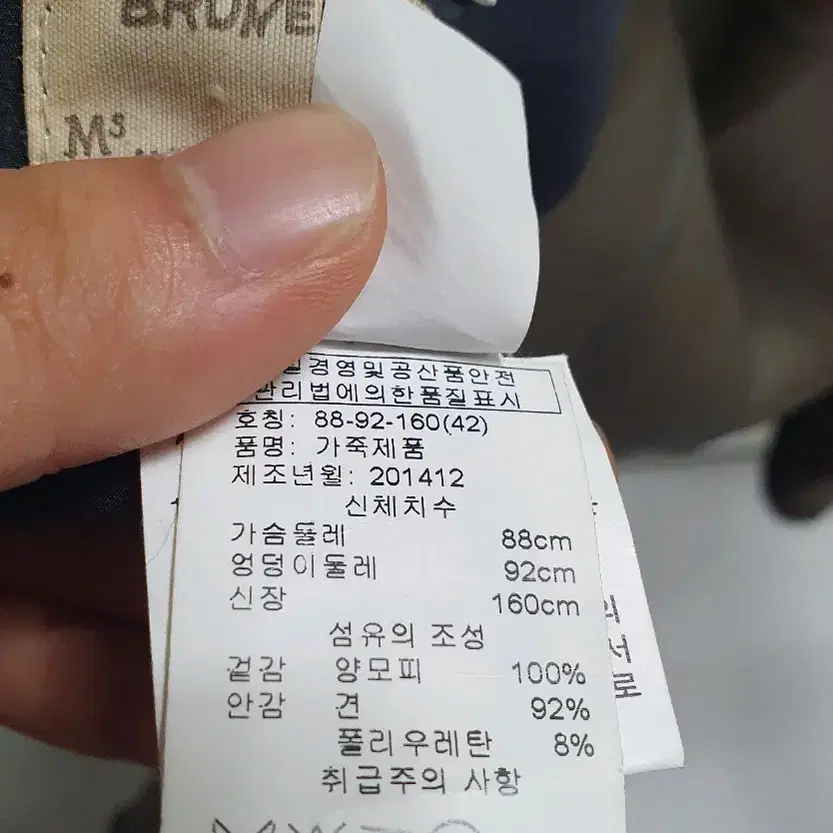 BRUNE
Mˢ
경영및공산품안전
관리법에의한품질표시
호칭: 88-92-160(42)
품명: 가죽제품
제조년월: 201412
신체치수
가슴둘레 88cm
엉덩이둘레 92cm
신장 160cm
섬유의 조성
겉감 양모피 100%
안감 견 92%
폴리우레탄 8%
취급주의 사항
의
서
로